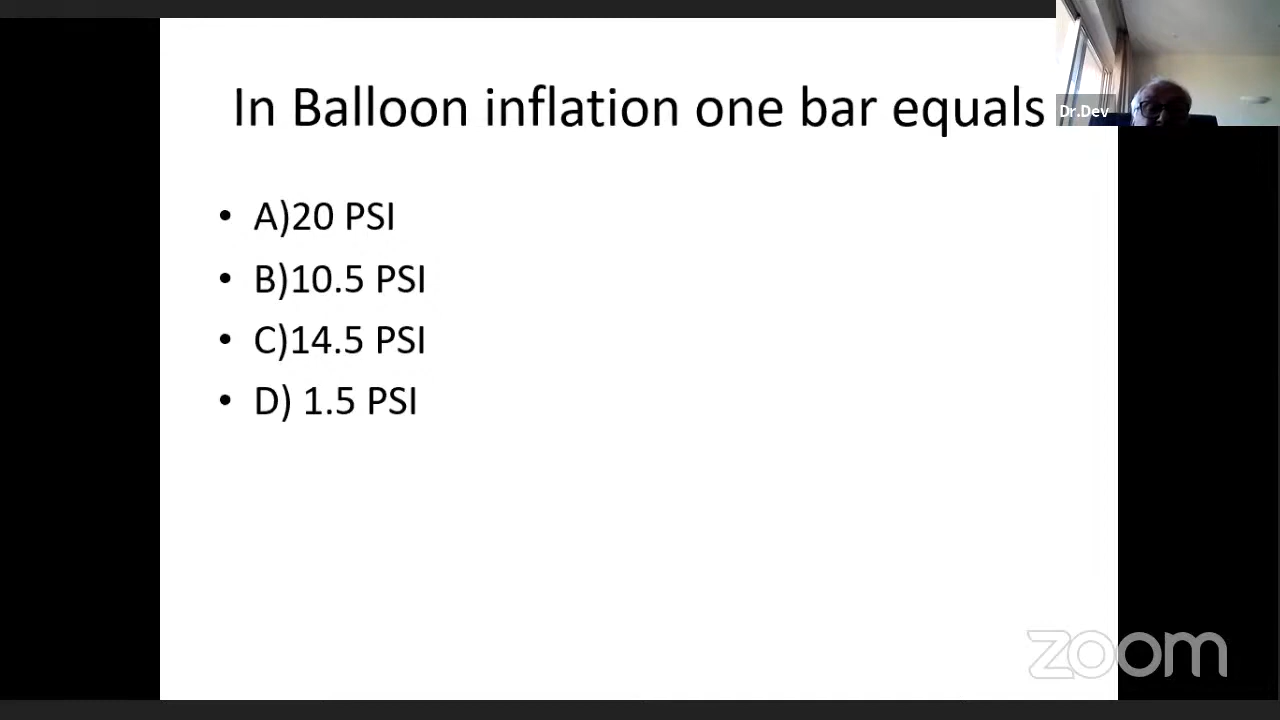 In Balloon inflation one bar equals
Dr.Dev
• A)20 PSI
• B)10.5 PSI
• C)14.5 PSI
• D) 1.5 PSI
zoom